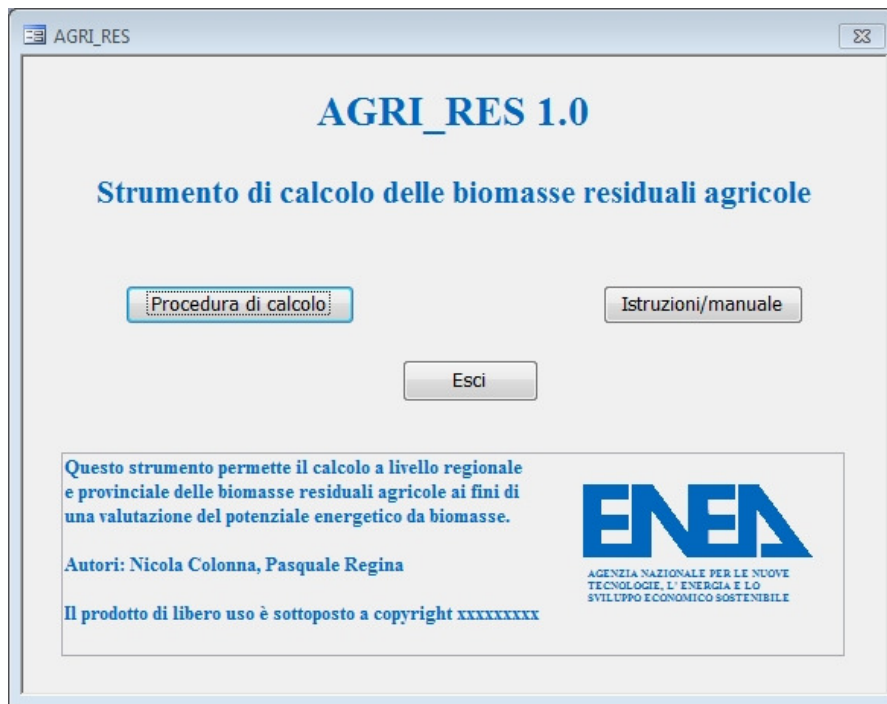 AGRI_RES
AGRI_RES 1.0
Strumento di calcolo delle biomasse residuali agricole
Procedura di calcolo
Istruzioni/manuale
Esci
Questo strumento permette il calcolo a livello regionale
e provinciale delle biomasse residuali agricole ai fini di
una valutazione del potenziale energetico da biomasse.
Autori: Nicola Colonna, Pasquale Regina
Il prodotto di libero uso è sottoposto a copyright xxxxxxxxx
ENEA
AGENZIA NAZIONALE PER LE NUOVE
TECNOLOGIE, L' ENERGIA E LO
SVILUPPO ECONOMICO SOSTENIBILE